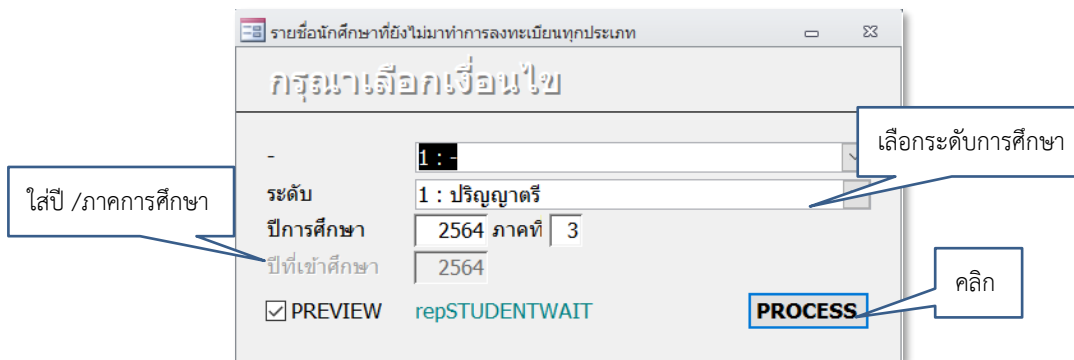 รายชื่อนักศึกษาที่ยังไม่มาทำการลงทะเบียนทุกประเภท
กรุณาเลือกเงื่อนไข
เลือกระดับการศึกษา
- 1 : -
ใส่ปี /ภาคการศึกษา
ระดับ 1 : ปริญญาตรี
ปีการศึกษา 2564 ภาคที่ 3
ปีที่เข้าศึกษา 2564
คลิก
PREVIEW repSTUDENTWAIT PROCESS